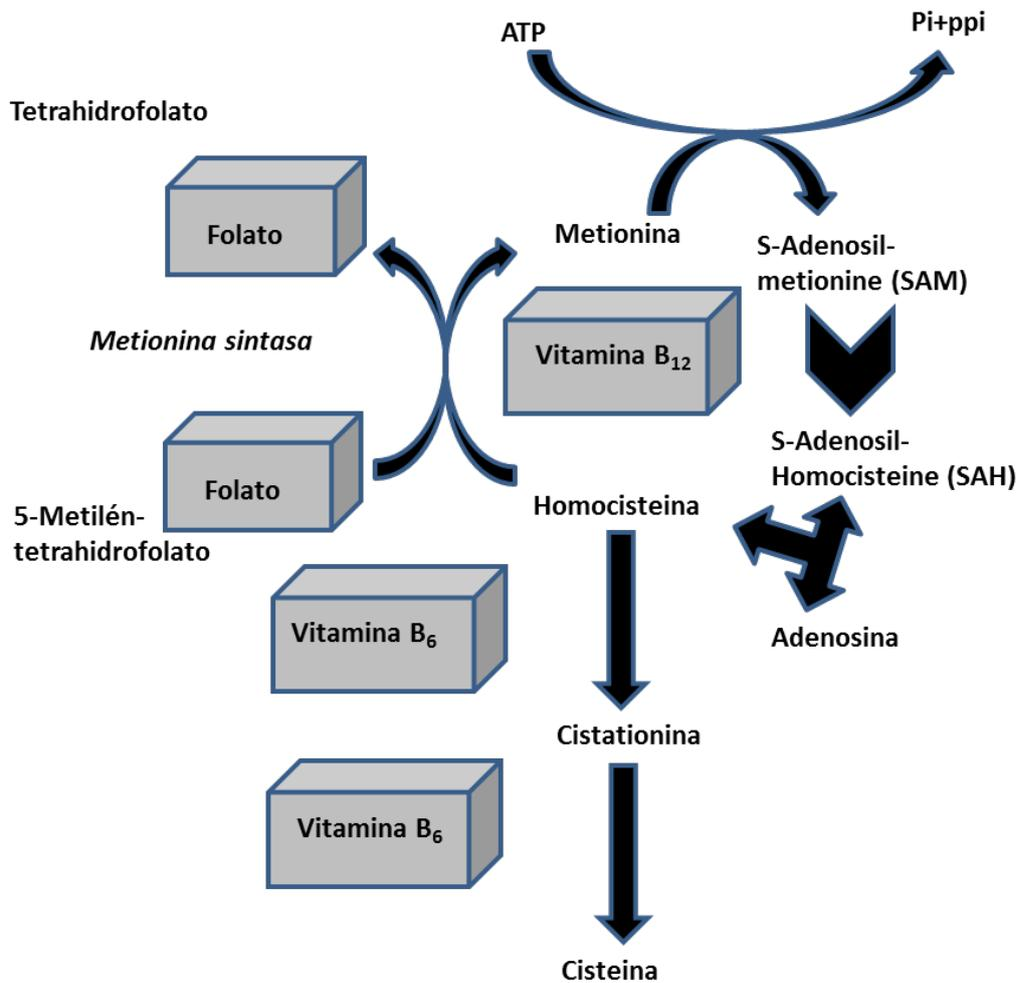 ATP
Pi+ppi
Tetrahidrofolato
Folato
Metionina
S-Adenosil-
metionine (SAM)
Metionina sintasa
Vitamina B12
S-Adenosil-
Homocisteine (SAH)
Folato
5-Metilén-
tetrahidrofolato
Homocisteina
Vitamina B6
Adenosina
Cistationina
Vitamina B6
Cisteina